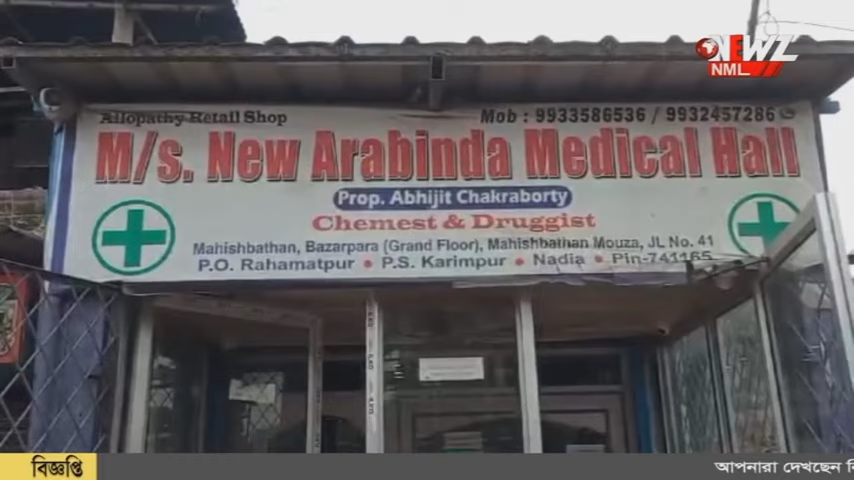 NEWZ
NML
Allopathy Retail Shop
Mob : 9933586536 / 9932457286
M/s. New Arabinda Medical Hall
Prop. Abhijit Chakraborty
Chemest & Druggist
Mahishbathan, Bazarpara (Grand Floor), Mahishbathan Mouza, JL No. 41
P.O. Rahamatpur • P.S. Karimpur • Nadia • Pin-741165
বিজ্ঞপ্তি
আপনারা দেখছেন